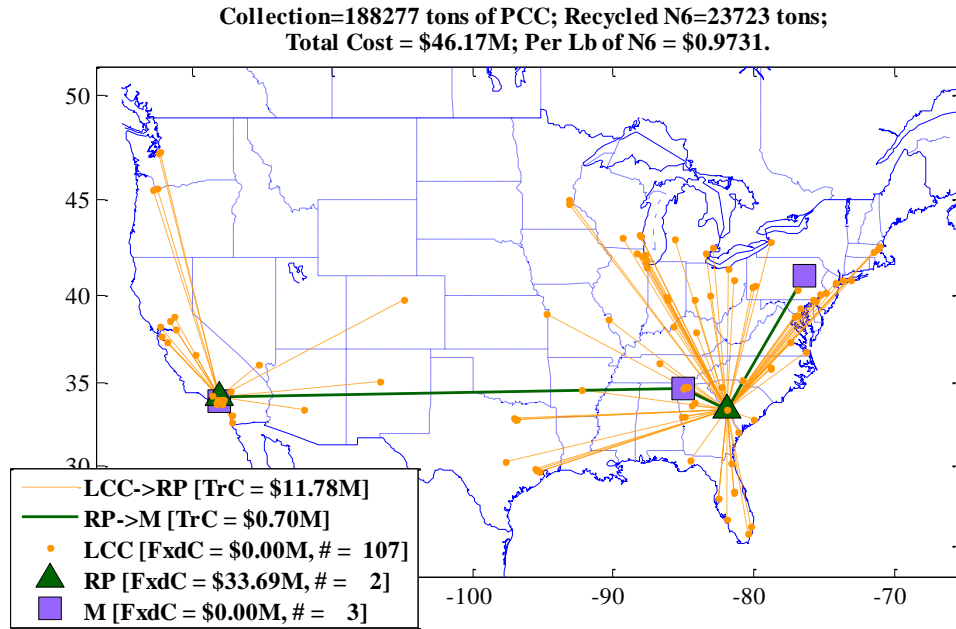 Collection=188277 tons of PCC; Recycled N6=23723 tons;
Total Cost = $46.17M; Per Lb of N6 = $0.9731.
50
45
40
35
30
LCC->RP [TrC = $11.78M]
RP->M [TrC = $0.70M]
LCC [FxdC = $0.00M, # = 107]
RP [FxdC = $33.69M, # = 2]
M [FxdC = $0.00M, # = 3]
-100 -90 -80 -70